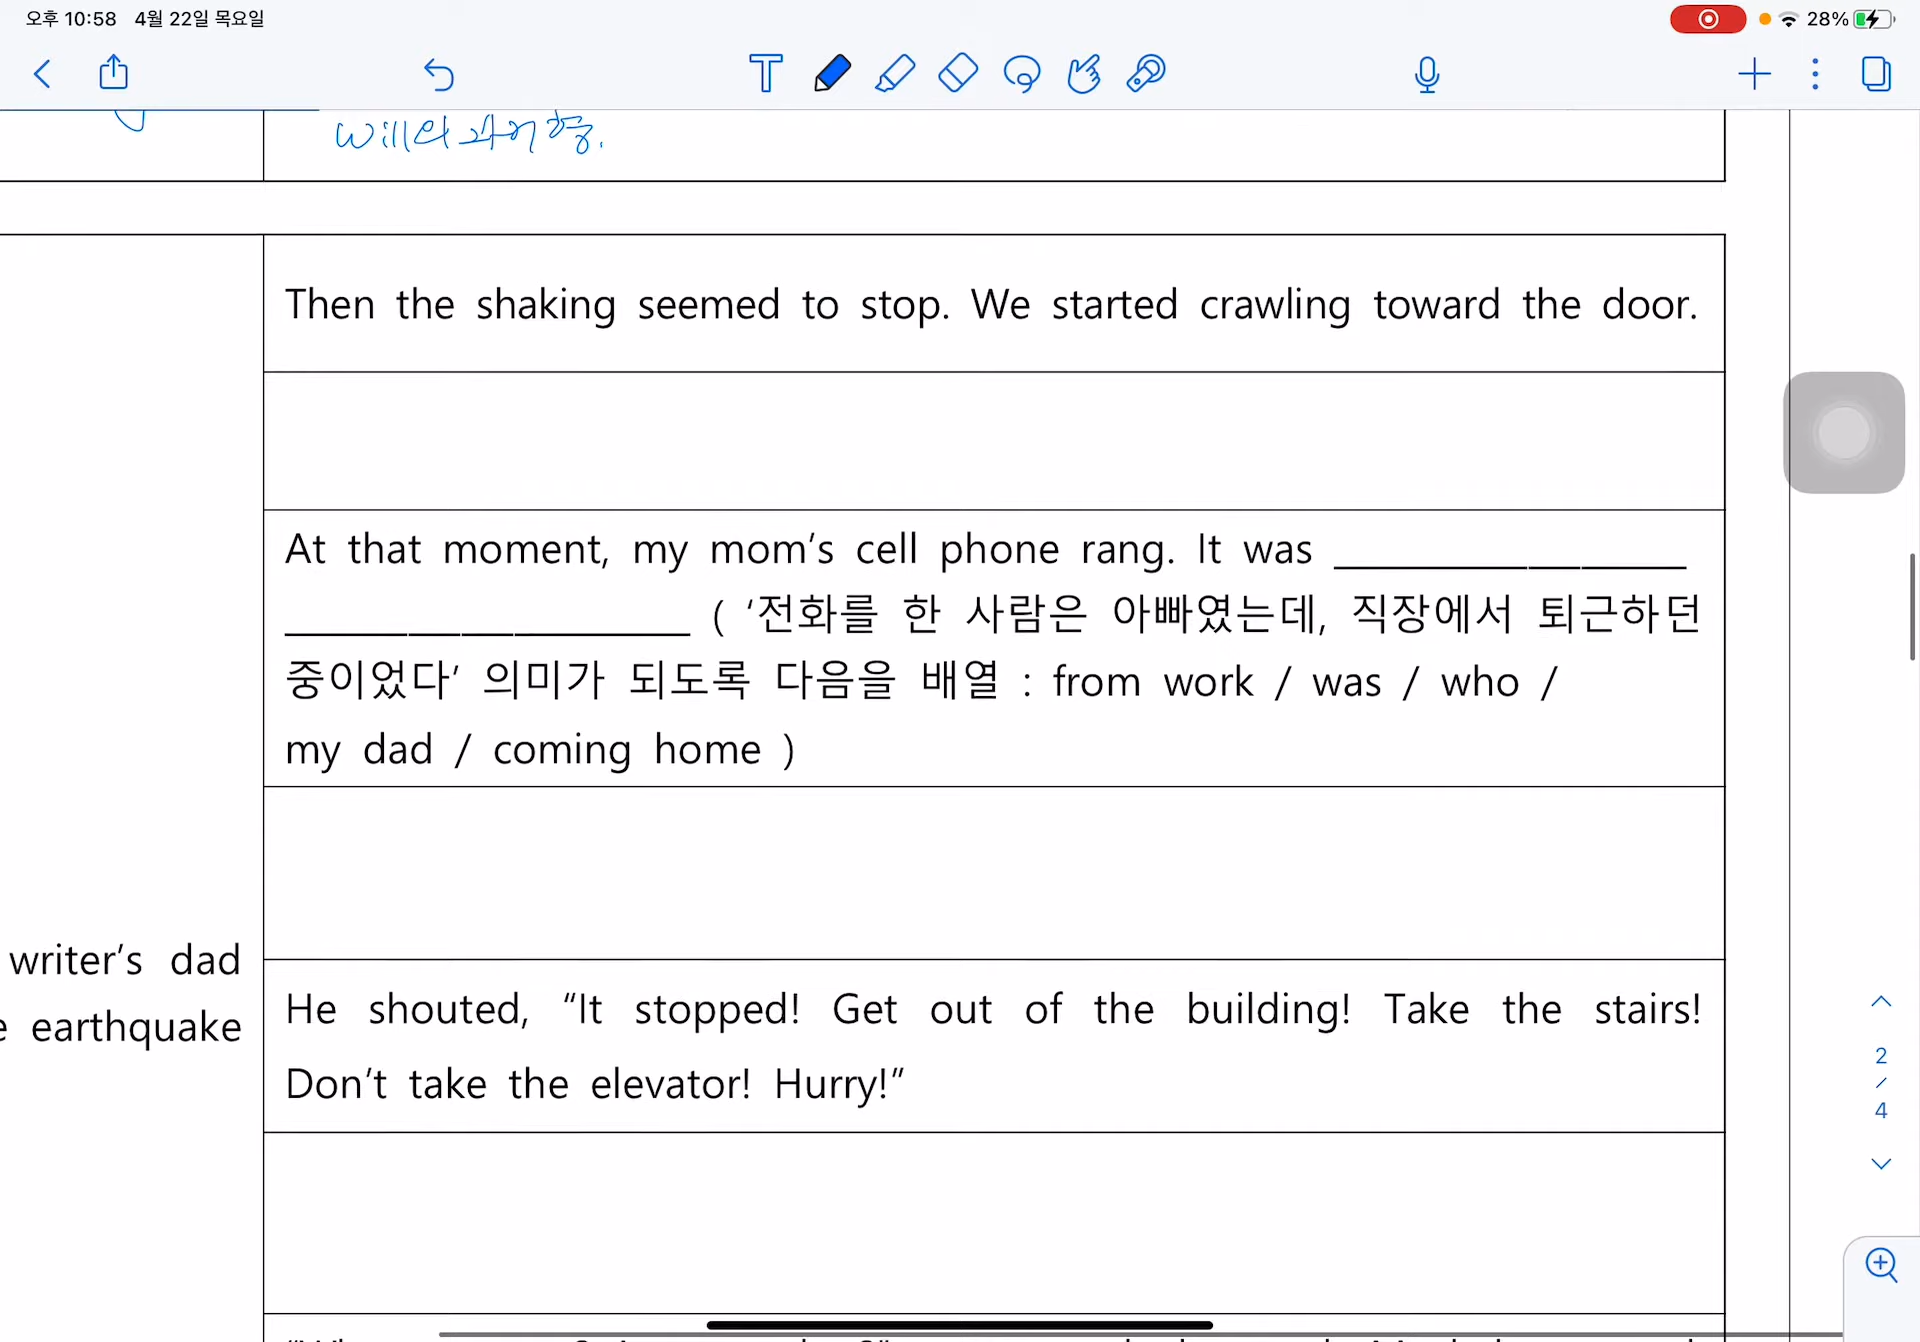 오후 10:58 4월 22일 목요일
28%
will의 과거형.
Then the shaking seemed to stop. We started crawling toward the door.
At that moment, my mom's cell phone rang. It was ____________
____________ ( '전화를 한 사람은 아빠였는데, 직장에서 퇴근하던
중이었다' 의미가 되도록 다음을 배열 : from work / was / who /
my dad / coming home )
writer's dad
earthquake
He shouted, "It stopped! Get out of the building! Take the stairs!
Don't take the elevator! Hurry!"
2
/
4